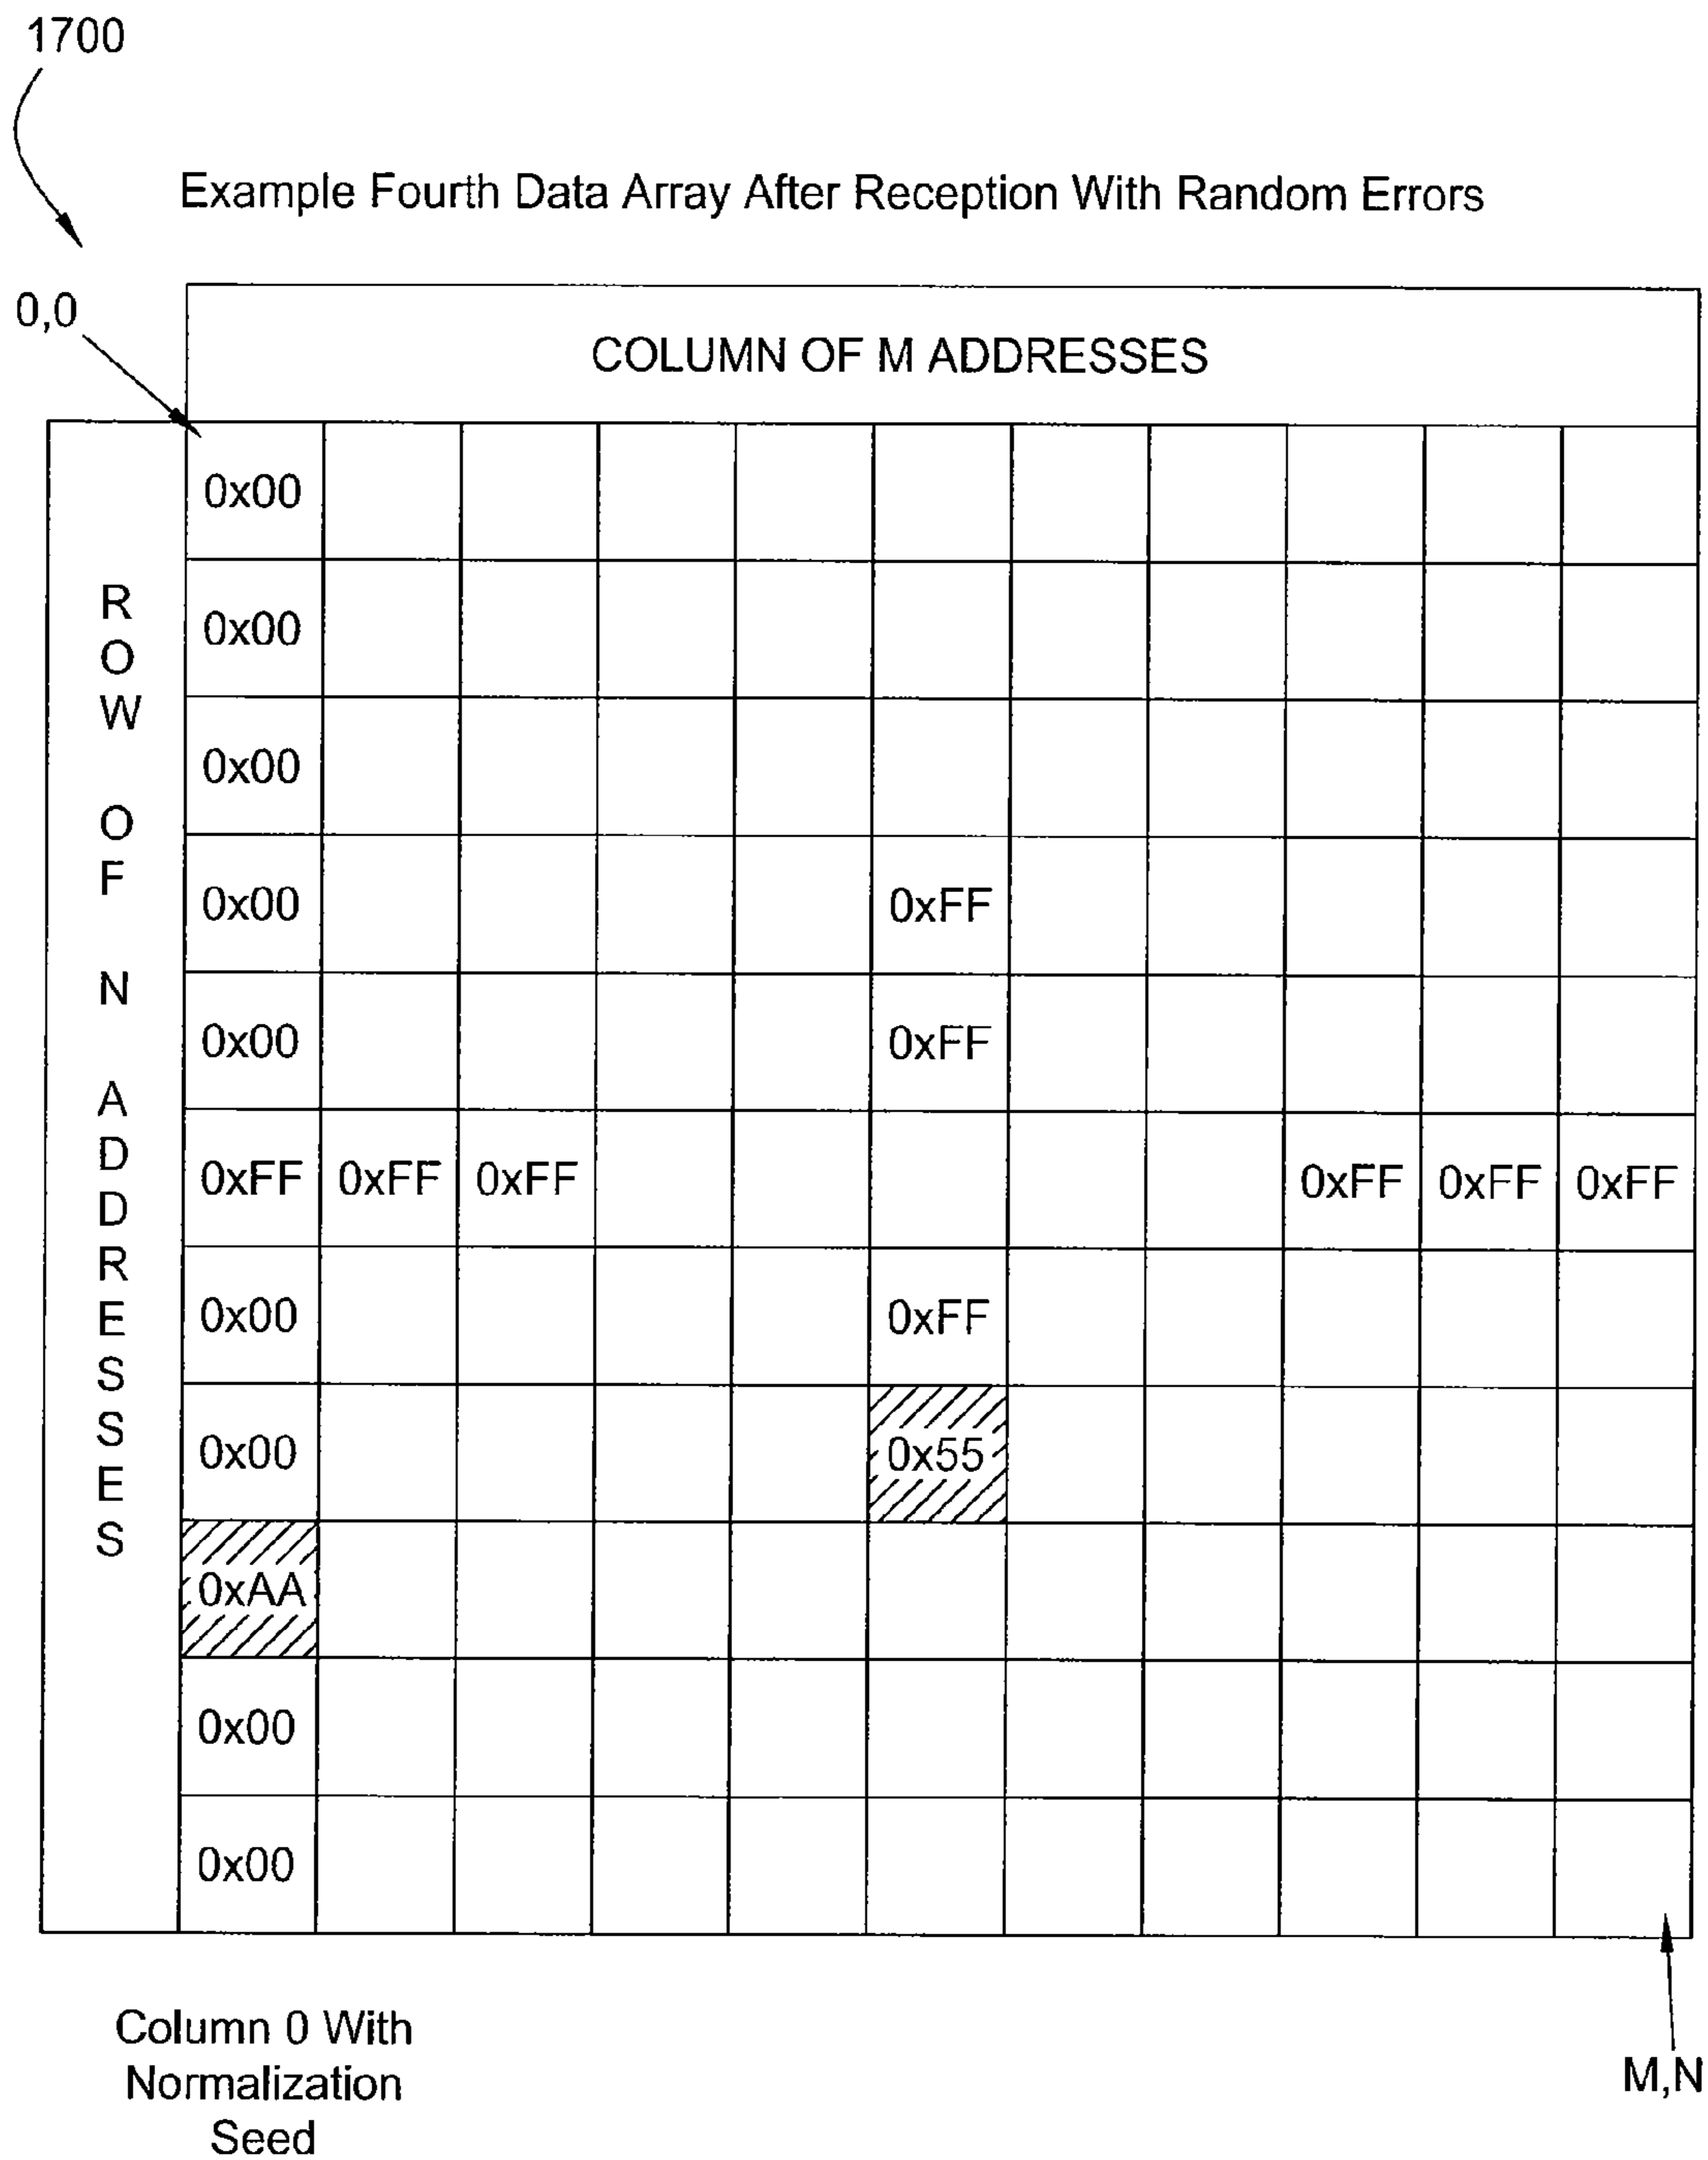 1700
Example Fourth Data Array After Reception With Random Errors
0,0
COLUMN OF M ADDRESSES
ROW OF N ADDRESSES
0x00
0x00
0x00
0x00 0xFF
0x00 0xFF
0xFF 0xFF 0xFF 0xFF 0xFF 0xFF
0x00 0xFF
0x00 0x55
0xAA
0x00
0x00
Column 0 With
Normalization
Seed
M,N